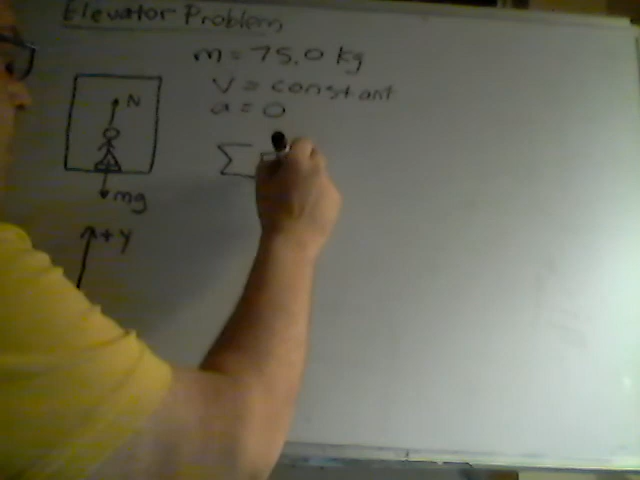 Elevator Problem
m = 75.0 kg
V = constant
a = 0
N
Σ
mg
+y